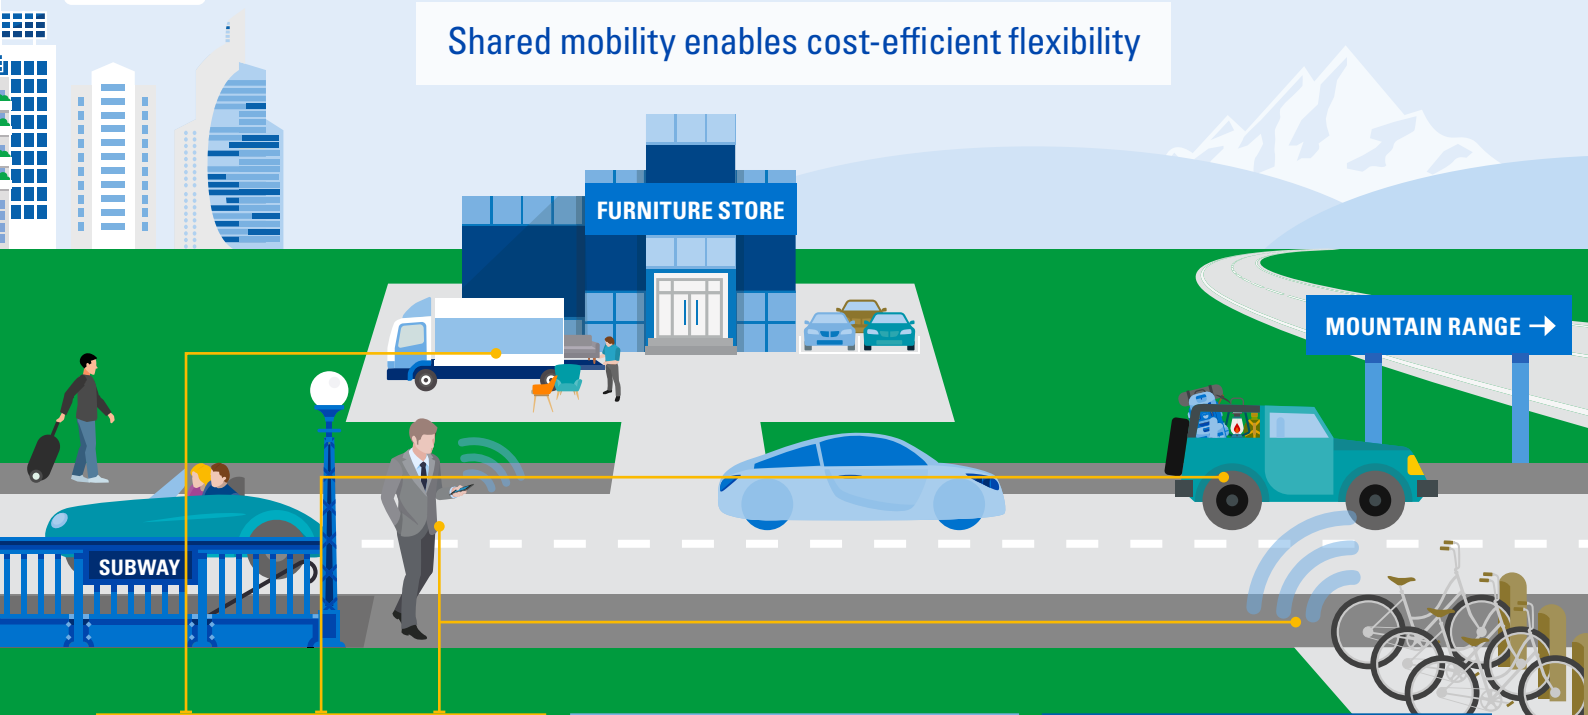 Shared mobility enables cost-efficient flexibility
FURNITURE STORE
MOUNTAIN RANGE →
SUBWAY